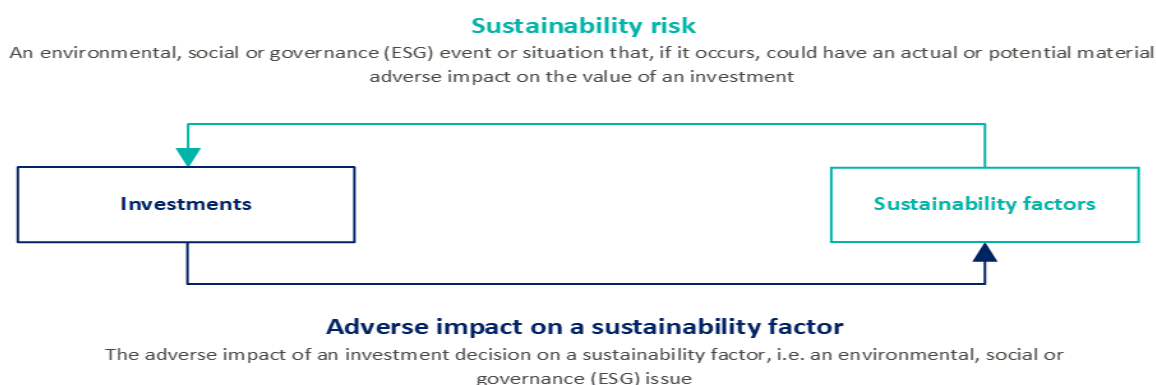 Sustainability risk
An environmental, social or governance (ESG) event or situation that, if it occurs, could have an actual or potential material
adverse impact on the value of an investment
Investments
Sustainability factors
Adverse impact on a sustainability factor
The adverse impact of an investment decision on a sustainability factor, i.e. an environmental, social or
governance (ESG) issue